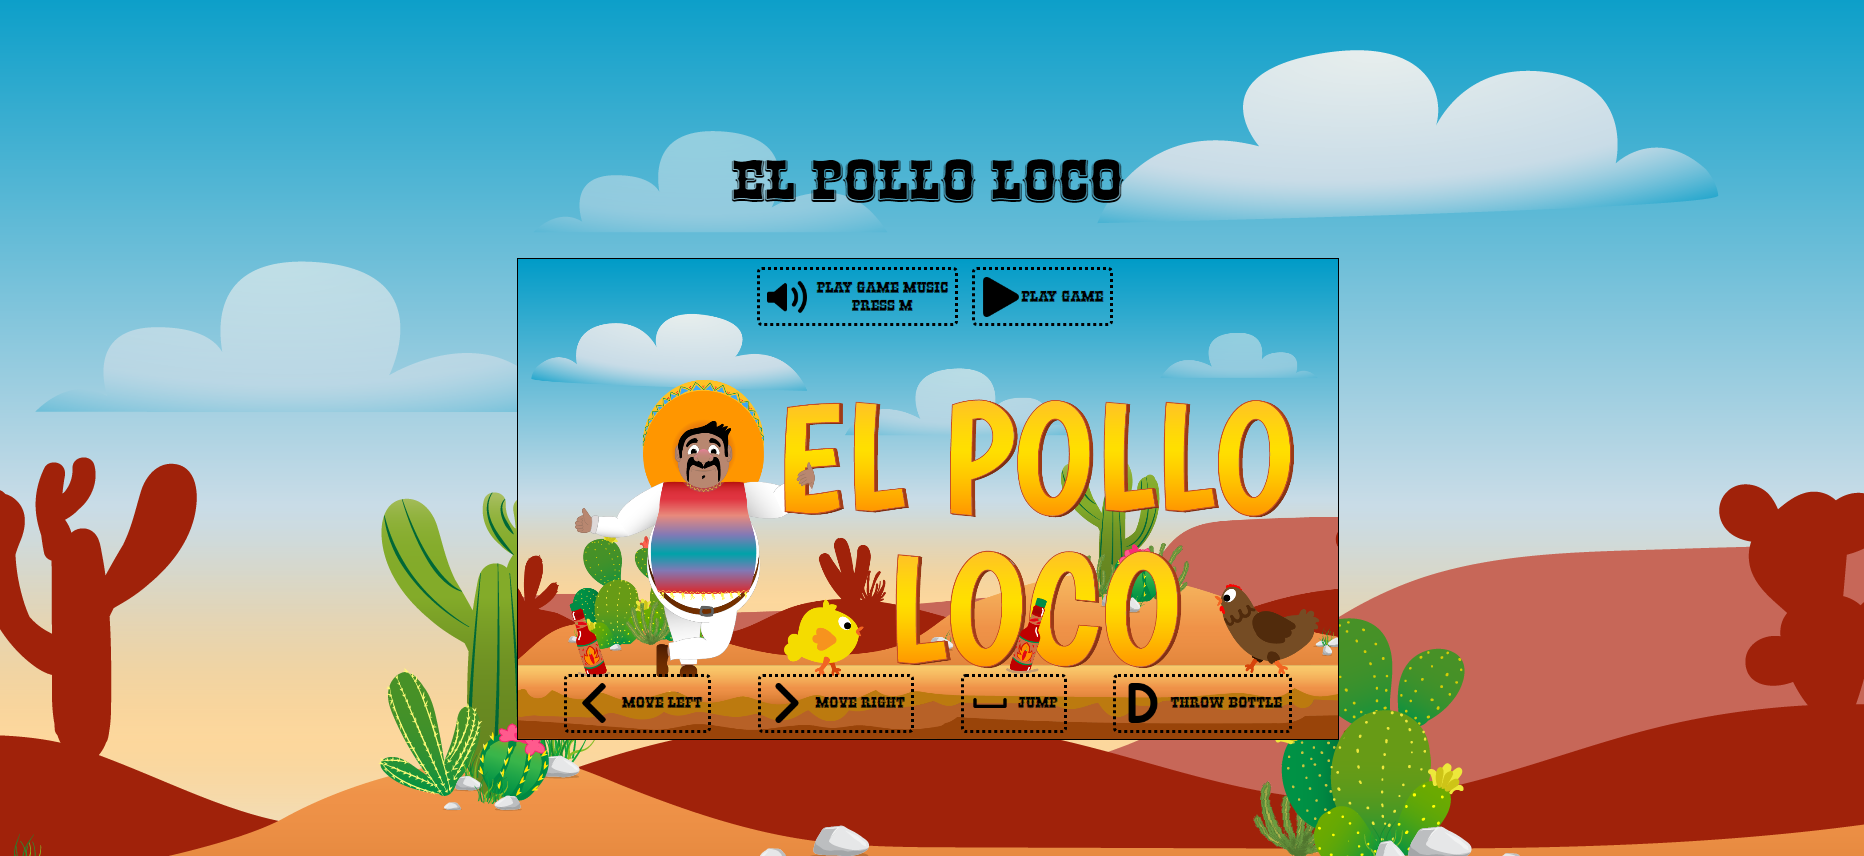 EL POLLO LOCO
PLAY GAME MUSIC
PRESS M
PLAY GAME
EL POLLO
LOCO
MOVE LEFT
MOVE RIGHT
JUMP
D THROW BOTTLE